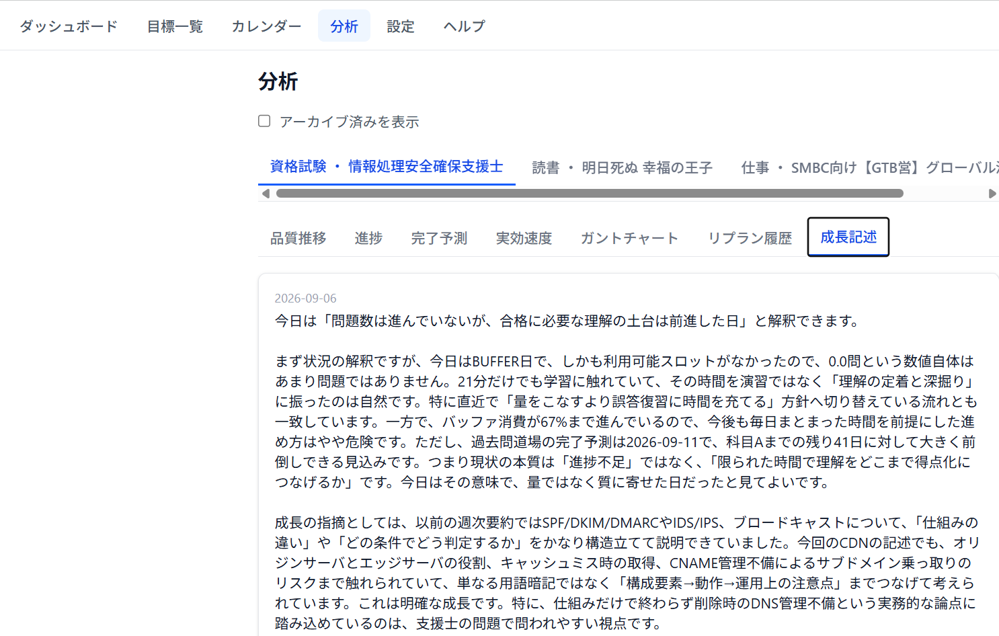 ダッシュボード 目標一覧 カレンダー 分析 設定 ヘルプ
分析
アーカイブ済みを表示
資格試験 ・ 情報処理安全確保支援士 読書 ・ 明日死ぬ 幸福の王子 仕事 ・ SMBC向け【GTB営】グローバル
品質推移 進捗 完了予測 実効速度 ガントチャート リプラン履歴 成長記述
2026-09-06
今日は「問題数は進んでいないが、合格に必要な理解の土台は前進した日」と解釈できます。
まず状況の解釈ですが、今日はBUFFER日で、しかも利用可能スロットがなかったので、0.0問という数値自体は
あまり問題ではありません。21分だけでも学習に触れていて、その時間を演習ではなく「理解の定着と深掘り」
に振ったのは自然です。特に直近で「量をこなすより誤答復習に時間を充てる」方針へ切り替えている流れとも
一致しています。一方で、バッファ消費が67%まで進んでいるので、今後も毎日まとまった時間を前提にした進
め方はやや危険です。ただし、過去問道場の完了予測は2026-09-11で、科目Aまでの残り41日に対して大きく前
倒しできる見込みです。つまり現状の本質は「進捗不足」ではなく、「限られた時間で理解をどこまで得点化に
つなげるか」です。今日はその意味で、量ではなく質に寄せた日だったと見てよいです。
成長の指摘としては、以前の週次要約ではSPF/DKIM/DMARCやIDS/IPS、ブロードキャストについて、「仕組みの
違い」や「どの条件でどう判定するか」をかなり構造立てて説明できていました。今回のCDNの記述でも、オリ
ジンサーバとエッジサーバの役割、キャッシュミス時の取得、CNAME管理不備によるサブドメイン乗っ取りの
リスクまで触れられていて、単なる用語暗記ではなく「構成要素→動作→運用上の注意点」までつなげて考えら
れています。これは明確な成長です。特に、仕組みだけで終わらず削除時のDNS管理不備という実務的な論点に
踏み込めているのは、支援士の問題で問われやすい視点です。